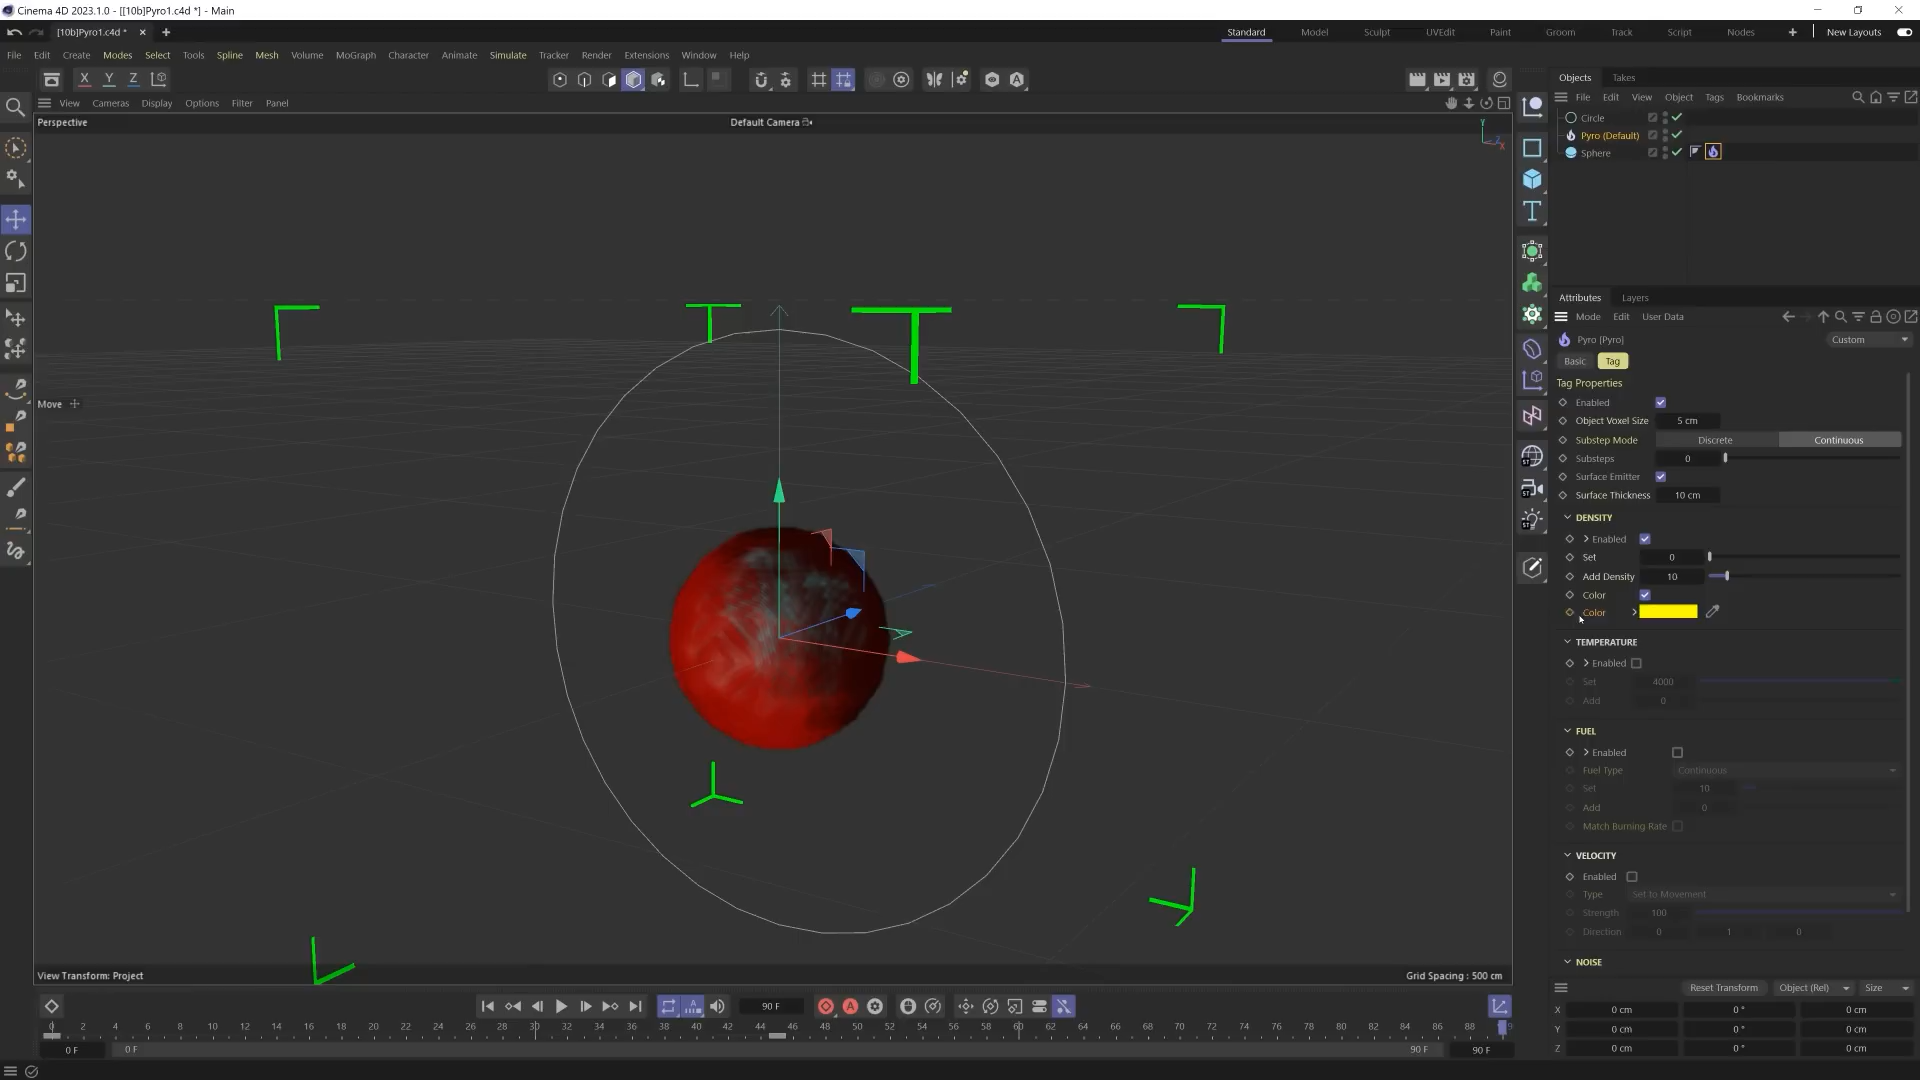 Cinema 4D 2023.1.0 - [[10b]Pyro1.c4d *] - Main
[10b]Pyro1.c4d *
Standard Model Sculpt UVEdit Paint Groom Track Script Nodes New Layouts
File Edit Create Modes Select Tools Spline Mesh Volume MoGraph Character Animate Simulate Tracker Render Extensions Window Help
X Y Z
Objects Takes
View Cameras Display Options Filter Panel
File Edit View Object Tags Bookmarks
Perspective
Default Camera
Y
Z
X
Circle
Pyro (Default)
Sphere
Attributes Layers
Mode Edit User Data
Pyro [Pyro]
Custom
Basic Tag
Tag Properties
Enabled
Object Voxel Size 5 cm
Substep Mode Discrete Continuous
Substeps 0
Surface Emitter
Surface Thickness 10 cm
DENSITY
Enabled
Set 0
Add Density 10
Color
Color
TEMPERATURE
Enabled
Set 4000
Add 0
FUEL
Enabled
Fuel Type Continuous
Set 10
Add 0
Match Burning Rate
VELOCITY
Enabled
Type Set to Movement
Strength 100
Direction 0 1 0
NOISE
Move
ST
ST
ST
View Transform: Project
Grid Spacing : 500 cm
Reset Transform Object (Rel) Size
X 0 cm 0 ° 0 cm
Y 0 cm 0 ° 0 cm
Z 0 cm 0 ° 0 cm
90 F
0 2 4 6 8 10 12 14 16 18 20 22 24 26 28 30 32 34 36 38 40 42 44 46 48 50 52 54 56 58 60 62 64 66 68 70 72 74 76 78 80 82 84 86 88
0 F 0 F 90 F 90 F